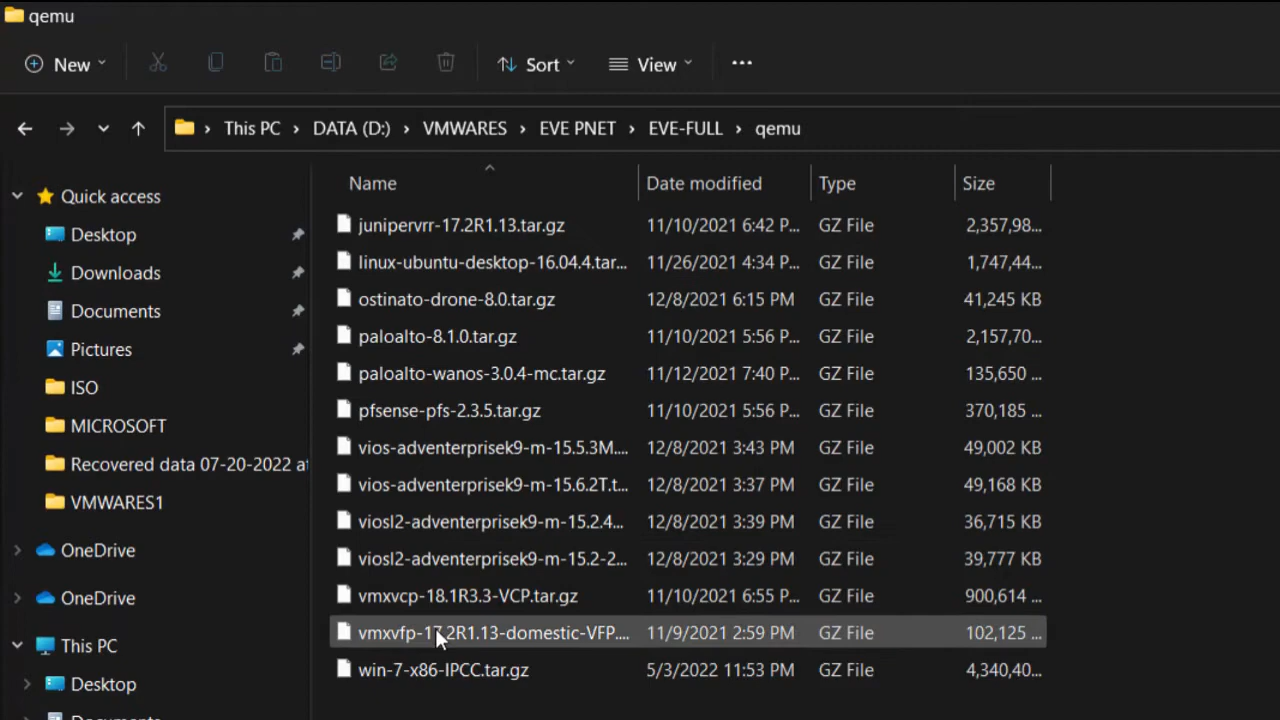 qemu
New
Sort
View
This PC > DATA (D:) > VMWARES > EVE PNET > EVE-FULL > qemu
Name Date modified Type Size
Quick access
Desktop
Downloads
Documents
Pictures
ISO
MICROSOFT
Recovered data 07-20-2022 at
VMWARES1
OneDrive
OneDrive
This PC
Desktop
Documents
junipervrr-17.2R1.13.tar.gz 11/10/2021 6:42 P... GZ File 2,357,98...
linux-ubuntu-desktop-16.04.4.tar... 11/26/2021 4:34 P... GZ File 1,747,44...
ostinato-drone-8.0.tar.gz 12/8/2021 6:15 PM GZ File 41,245 KB
paloalto-8.1.0.tar.gz 11/10/2021 5:56 P... GZ File 2,157,70...
paloalto-wanos-3.0.4-mc.tar.gz 11/12/2021 7:40 P... GZ File 135,650 ...
pfsense-pfs-2.3.5.tar.gz 11/10/2021 5:56 P... GZ File 370,185 ...
vios-adventerprisek9-m-15.5.3M.... 12/8/2021 3:43 PM GZ File 49,002 KB
vios-adventerprisek9-m-15.6.2T.t... 12/8/2021 3:37 PM GZ File 49,168 KB
viosl2-adventerprisek9-m-15.2.4... 12/8/2021 3:39 PM GZ File 36,715 KB
viosl2-adventerprisek9-m-15.2-2... 12/8/2021 3:29 PM GZ File 39,777 KB
vmxvcp-18.1R3.3-VCP.tar.gz 11/10/2021 6:55 P... GZ File 900,614 ...
vmxvfp-17.2R1.13-domestic-VFP.... 11/9/2021 2:59 PM GZ File 102,125 ...
win-7-x86-IPCC.tar.gz 5/3/2022 11:53 PM GZ File 4,340,40...